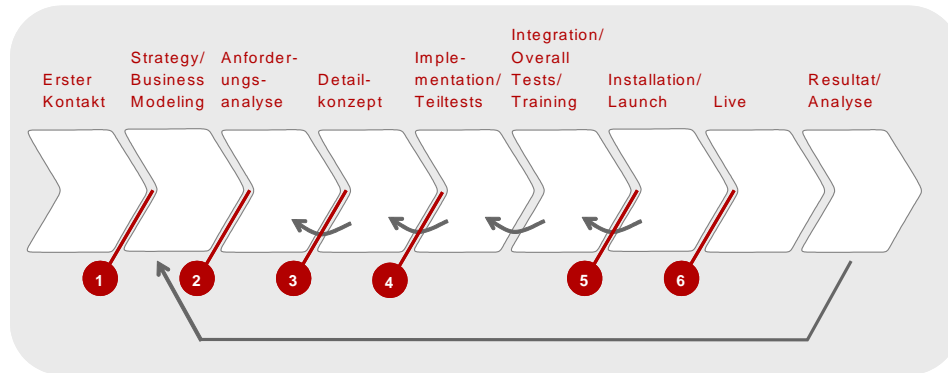 Erster
Kontakt
Strategy/
Business
Modeling
Anforder-
ungs-
analyse
Detail-
konzept
Imple-
mentation/
Teiltests
Integration/
Overall
Tests/
Training
Installation/
Launch
Live
Resultat/
Analyse
1
2
3
4
5
6